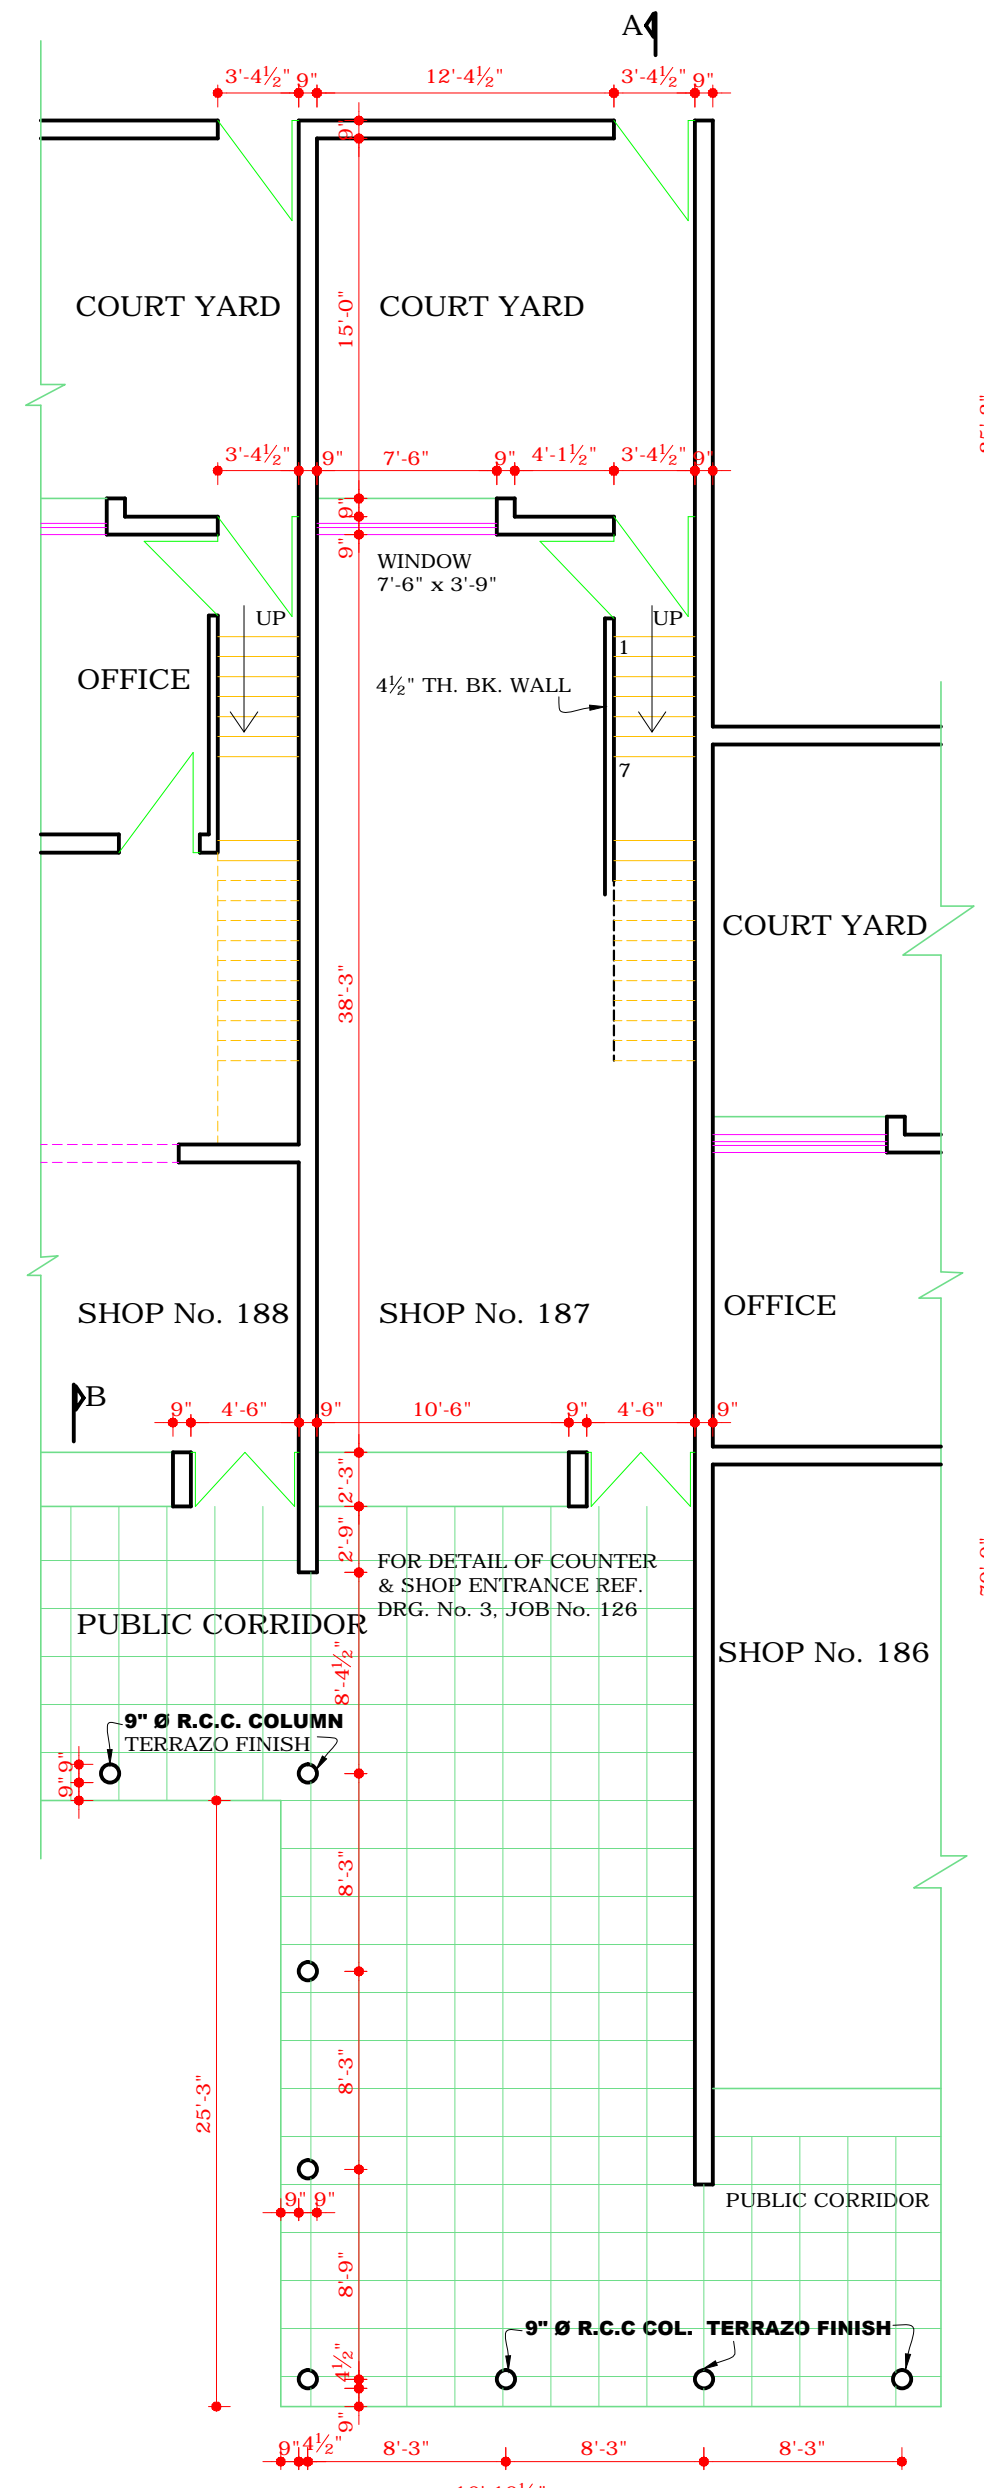 A
3'-4½" 9" 12'-4½" 3'-4½" 9"
9"
COURT YARD
15'-0"
COURT YARD
3'-4½" 9" 7'-6" 9" 4'-1½" 3'-4½" 9"
9"
9"
WINDOW
7'-6" x 3'-9"
UP
UP
1
OFFICE
4½" TH. BK. WALL
7
COURT YARD
38'-3"
SHOP No. 188
SHOP No. 187
OFFICE
B
9" 4'-6" 9" 10'-6" 9" 4'-6" 9"
2'-3"
2'-9"
FOR DETAIL OF COUNTER
& SHOP ENTRANCE REF.
DRG. No. 3, JOB No. 126
PUBLIC CORRIDOR
8'-4½"
SHOP No. 186
9" Ø R.C.C. COLUMN
TERRAZO FINISH
9"
9"
8'-3"
25'-3"
8'-3"
9" 9"
PUBLIC CORRIDOR
8'-9"
9" Ø R.C.C COL. TERRAZO FINISH
4½"
9"
9" 4½" 8'-3" 8'-3" 8'-3"